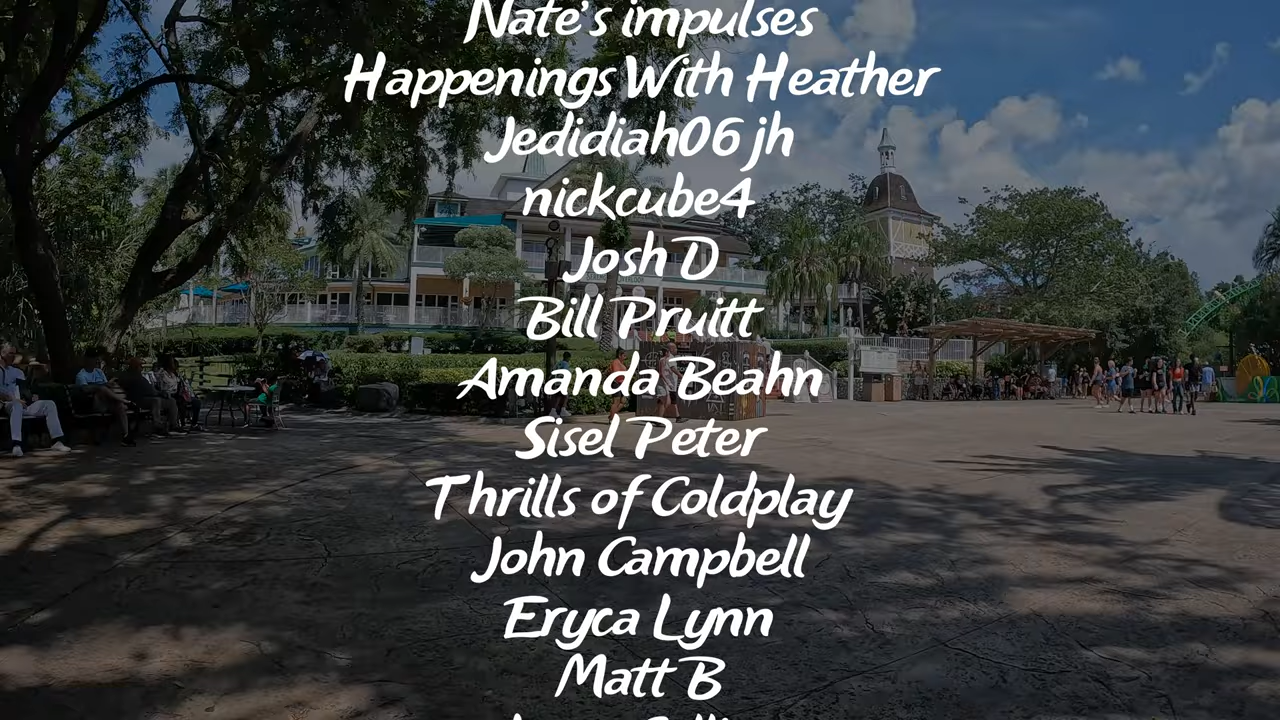 Nate's impulses
Happenings With Heather
Jedidiah06 jh
nickcube4
Josh D
Bill Pruitt
Amanda Beahn
Sisel Peter
Thrills of Coldplay
John Campbell
Eryca Lynn
Matt B